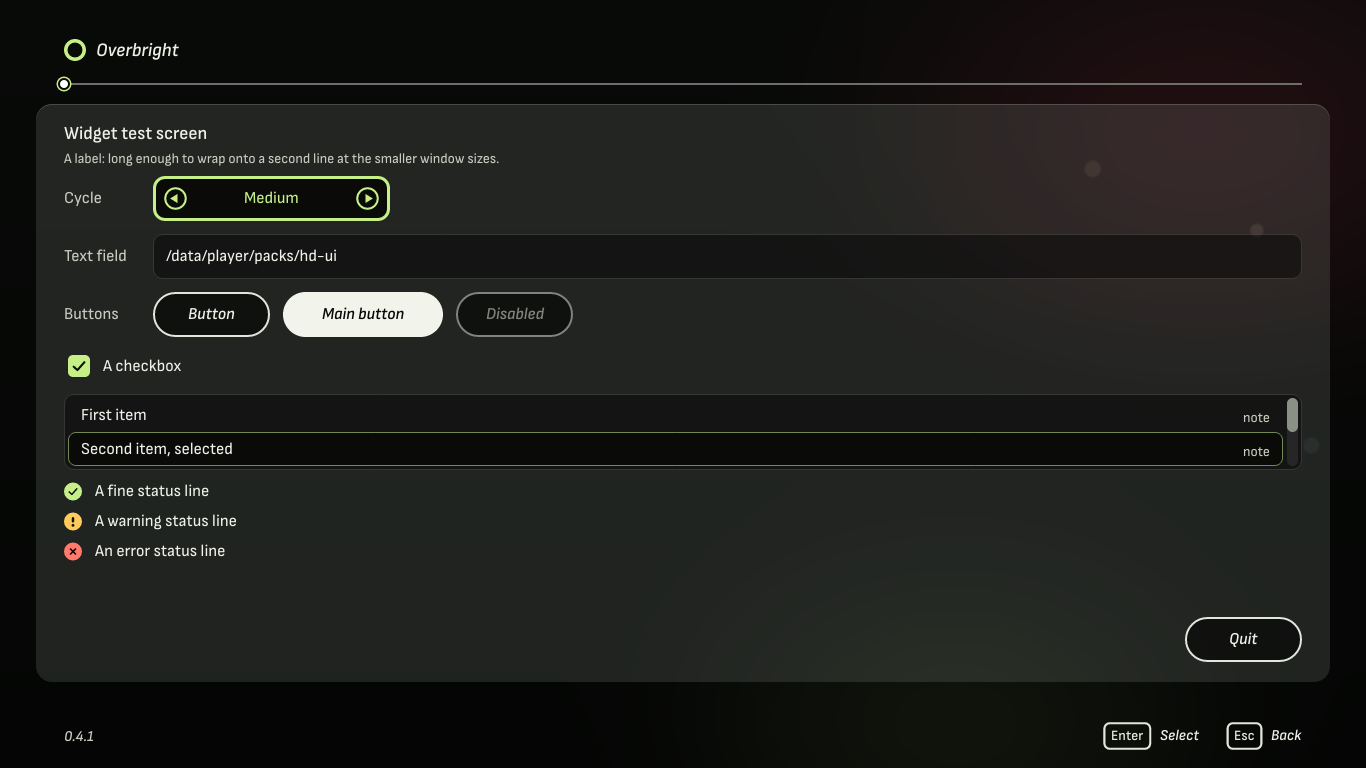 Overbright
Widget test screen
A label: long enough to wrap onto a second line at the smaller window sizes.
Cycle Medium
Text field /data/player/packs/hd-ui
Buttons Button Main button Disabled
A checkbox
First item note
Second item, selected note
A fine status line
A warning status line
An error status line
Quit
0.4.1 Enter Select Esc Back